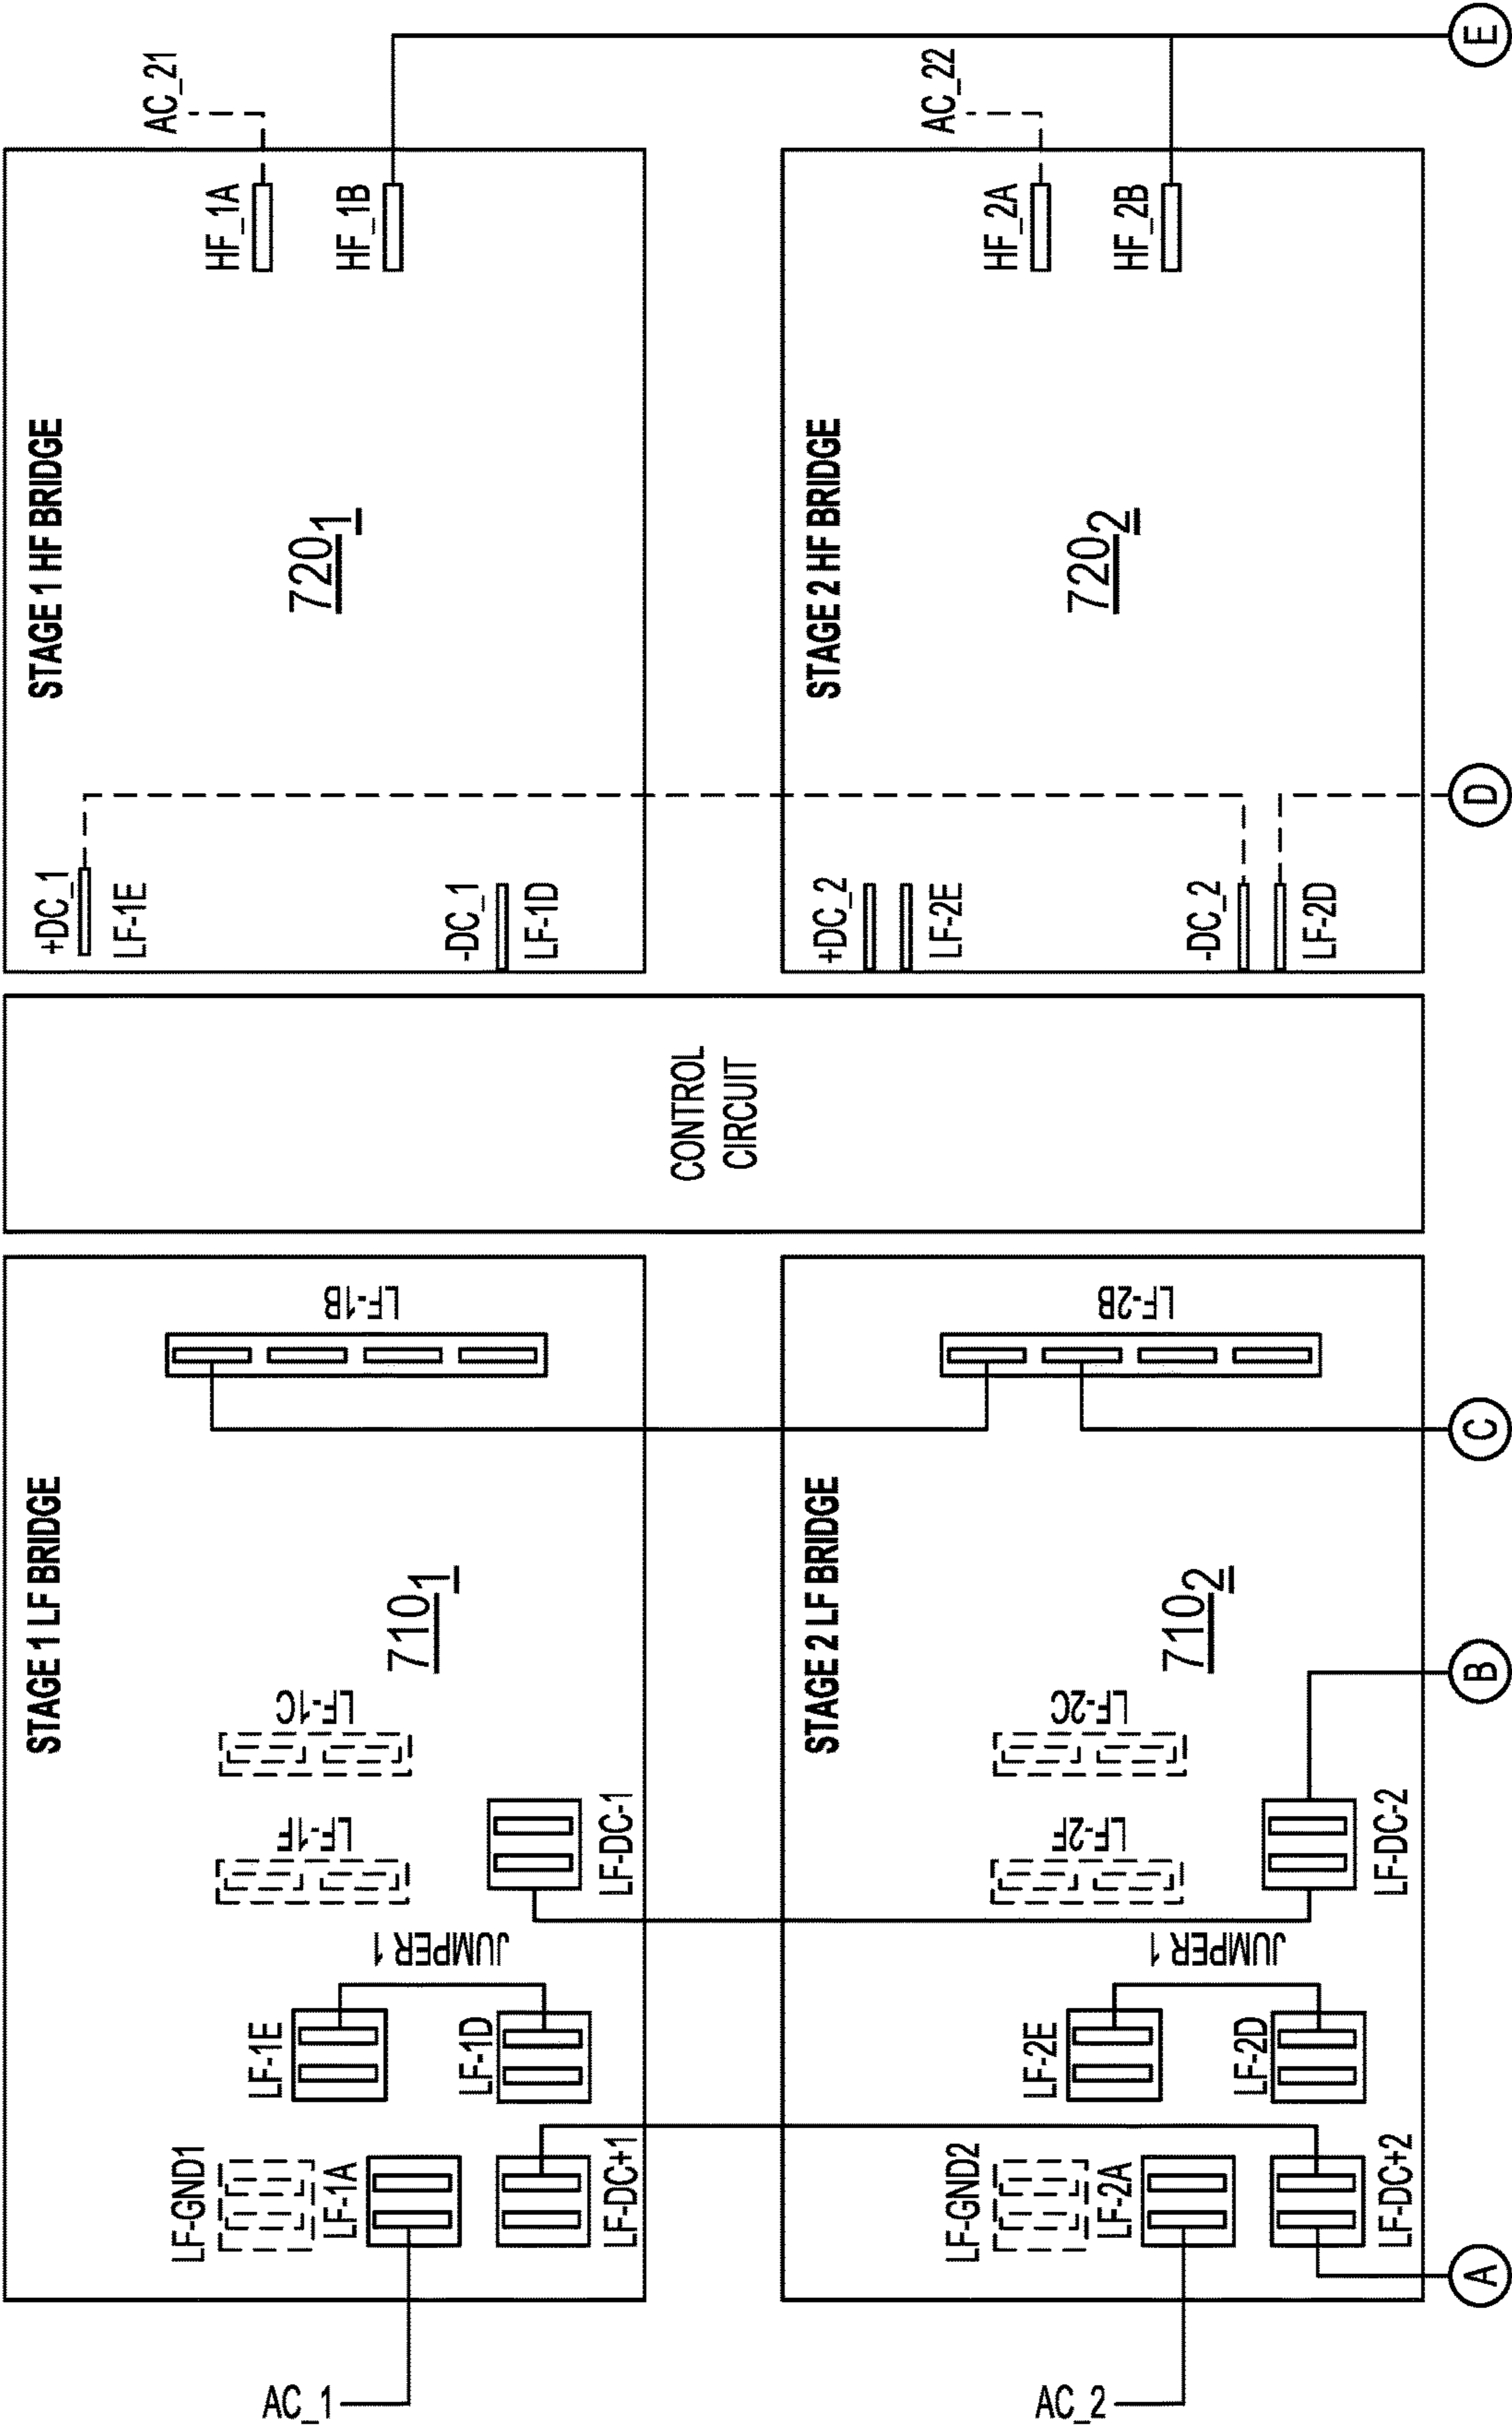 STAGE 1 LF BRIDGE
710₁
LF-GND1
LF-1A
AC_1
LF-DC+1
LF-1E
LF-1D
JUMPER 1
LF-1F
LF-1C
LF-DC-1
LF-1B
CONTROL
CIRCUIT
STAGE 1 HF BRIDGE
720₁
+DC_1
LF-1E
-DC_1
LF-1D
HF_1A
HF_1B
AC_21
STAGE 2 LF BRIDGE
710₂
LF-GND2
LF-2A
AC_2
LF-DC+2
LF-2E
LF-2D
JUMPER 1
LF-2F
LF-2C
LF-DC-2
LF-2B
STAGE 2 HF BRIDGE
720₂
+DC_2
LF-2E
-DC_2
LF-2D
HF_2A
HF_2B
AC_22
A
B
C
D
E